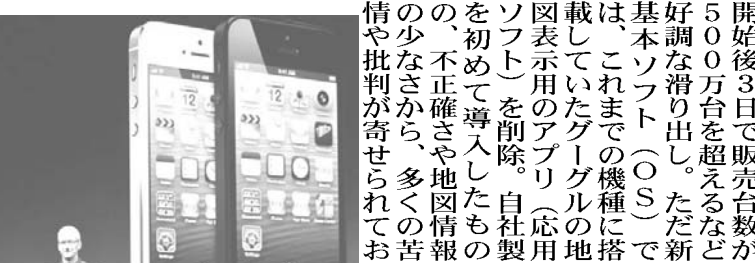 開始後３日で販売台数が
５００万台を超えるなど
好調な滑り出し。ただ新
基本ソフト（ＯＳ）で
は、これまでの機種に搭
載していたグーグルの地
図表示用のアプリ（応用
ソフト）を削除。自社製
を初めて導入したもの
の、不正確さや地図情報
の少なさから、多くの苦
情や批判が寄せられてお